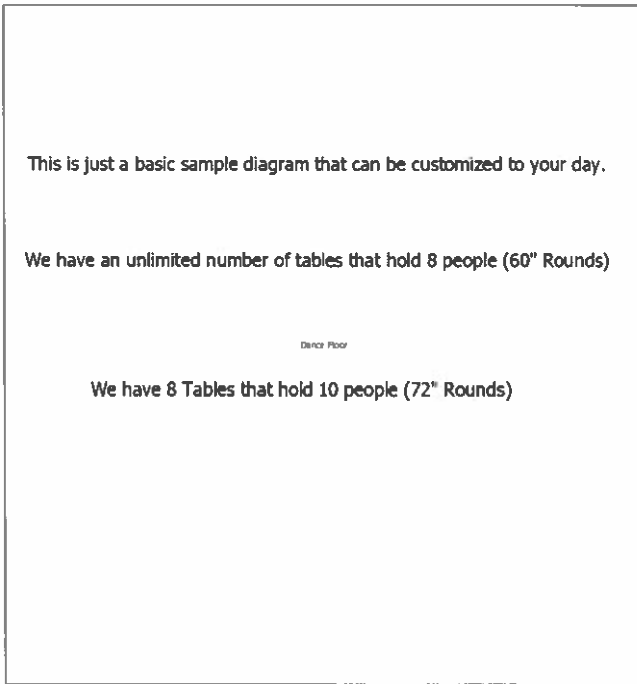 This is just a basic sample diagram that can be customized to your day.
We have an unlimited number of tables that hold 8 people (60" Rounds)
Dance Floor
We have 8 Tables that hold 10 people (72" Rounds)